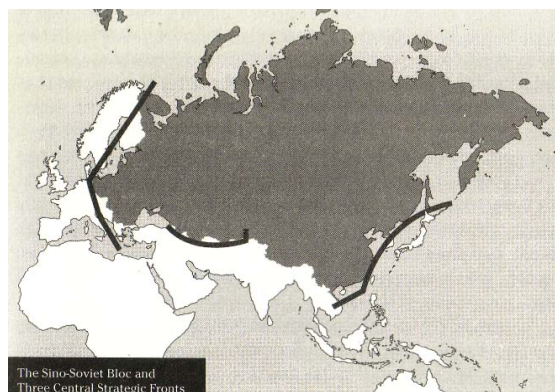 The Sino-Soviet Bloc and
Three Central Strategic Fronts